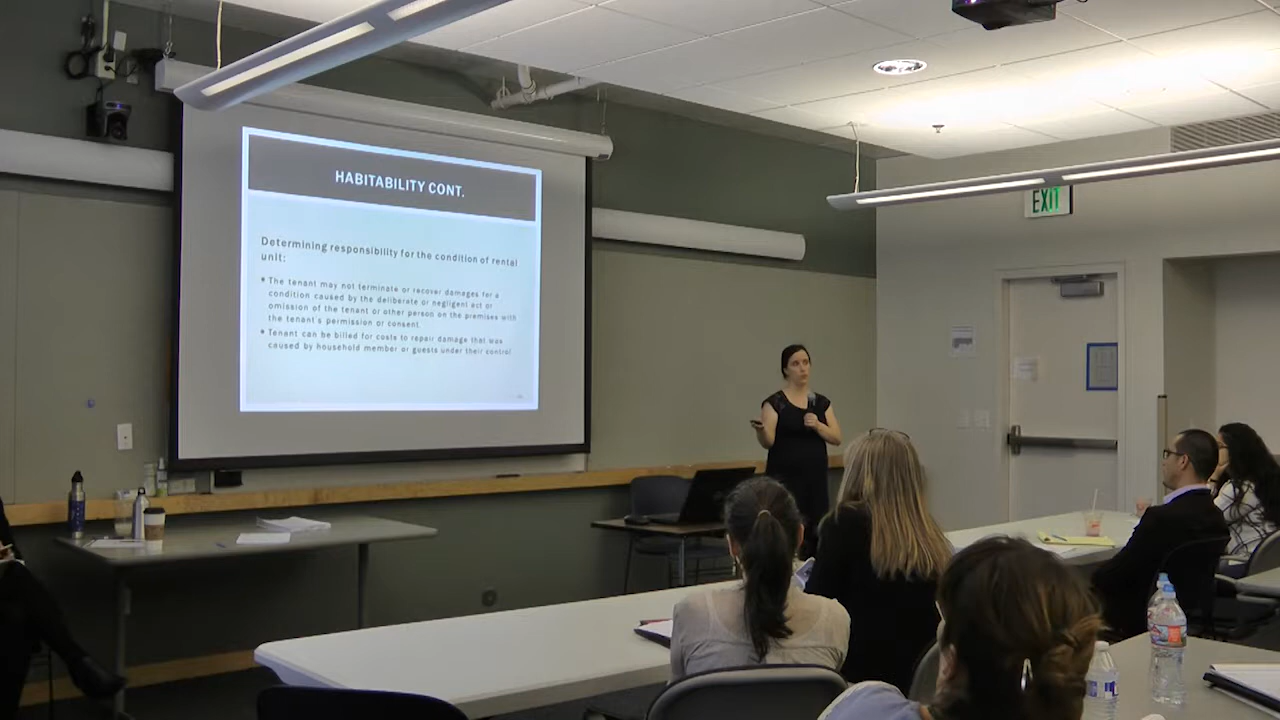 HABITABILITY CONT.
Determining responsibility for the condition of rental
unit:
• The tenant may not terminate or recover damages for a
condition caused by the deliberate or negligent act or
omission of the tenant or other person on the premises with
the tenant's permission or consent.
• Tenant can be billed for costs to repair damage that was
caused by household member or guests under their control
EXIT